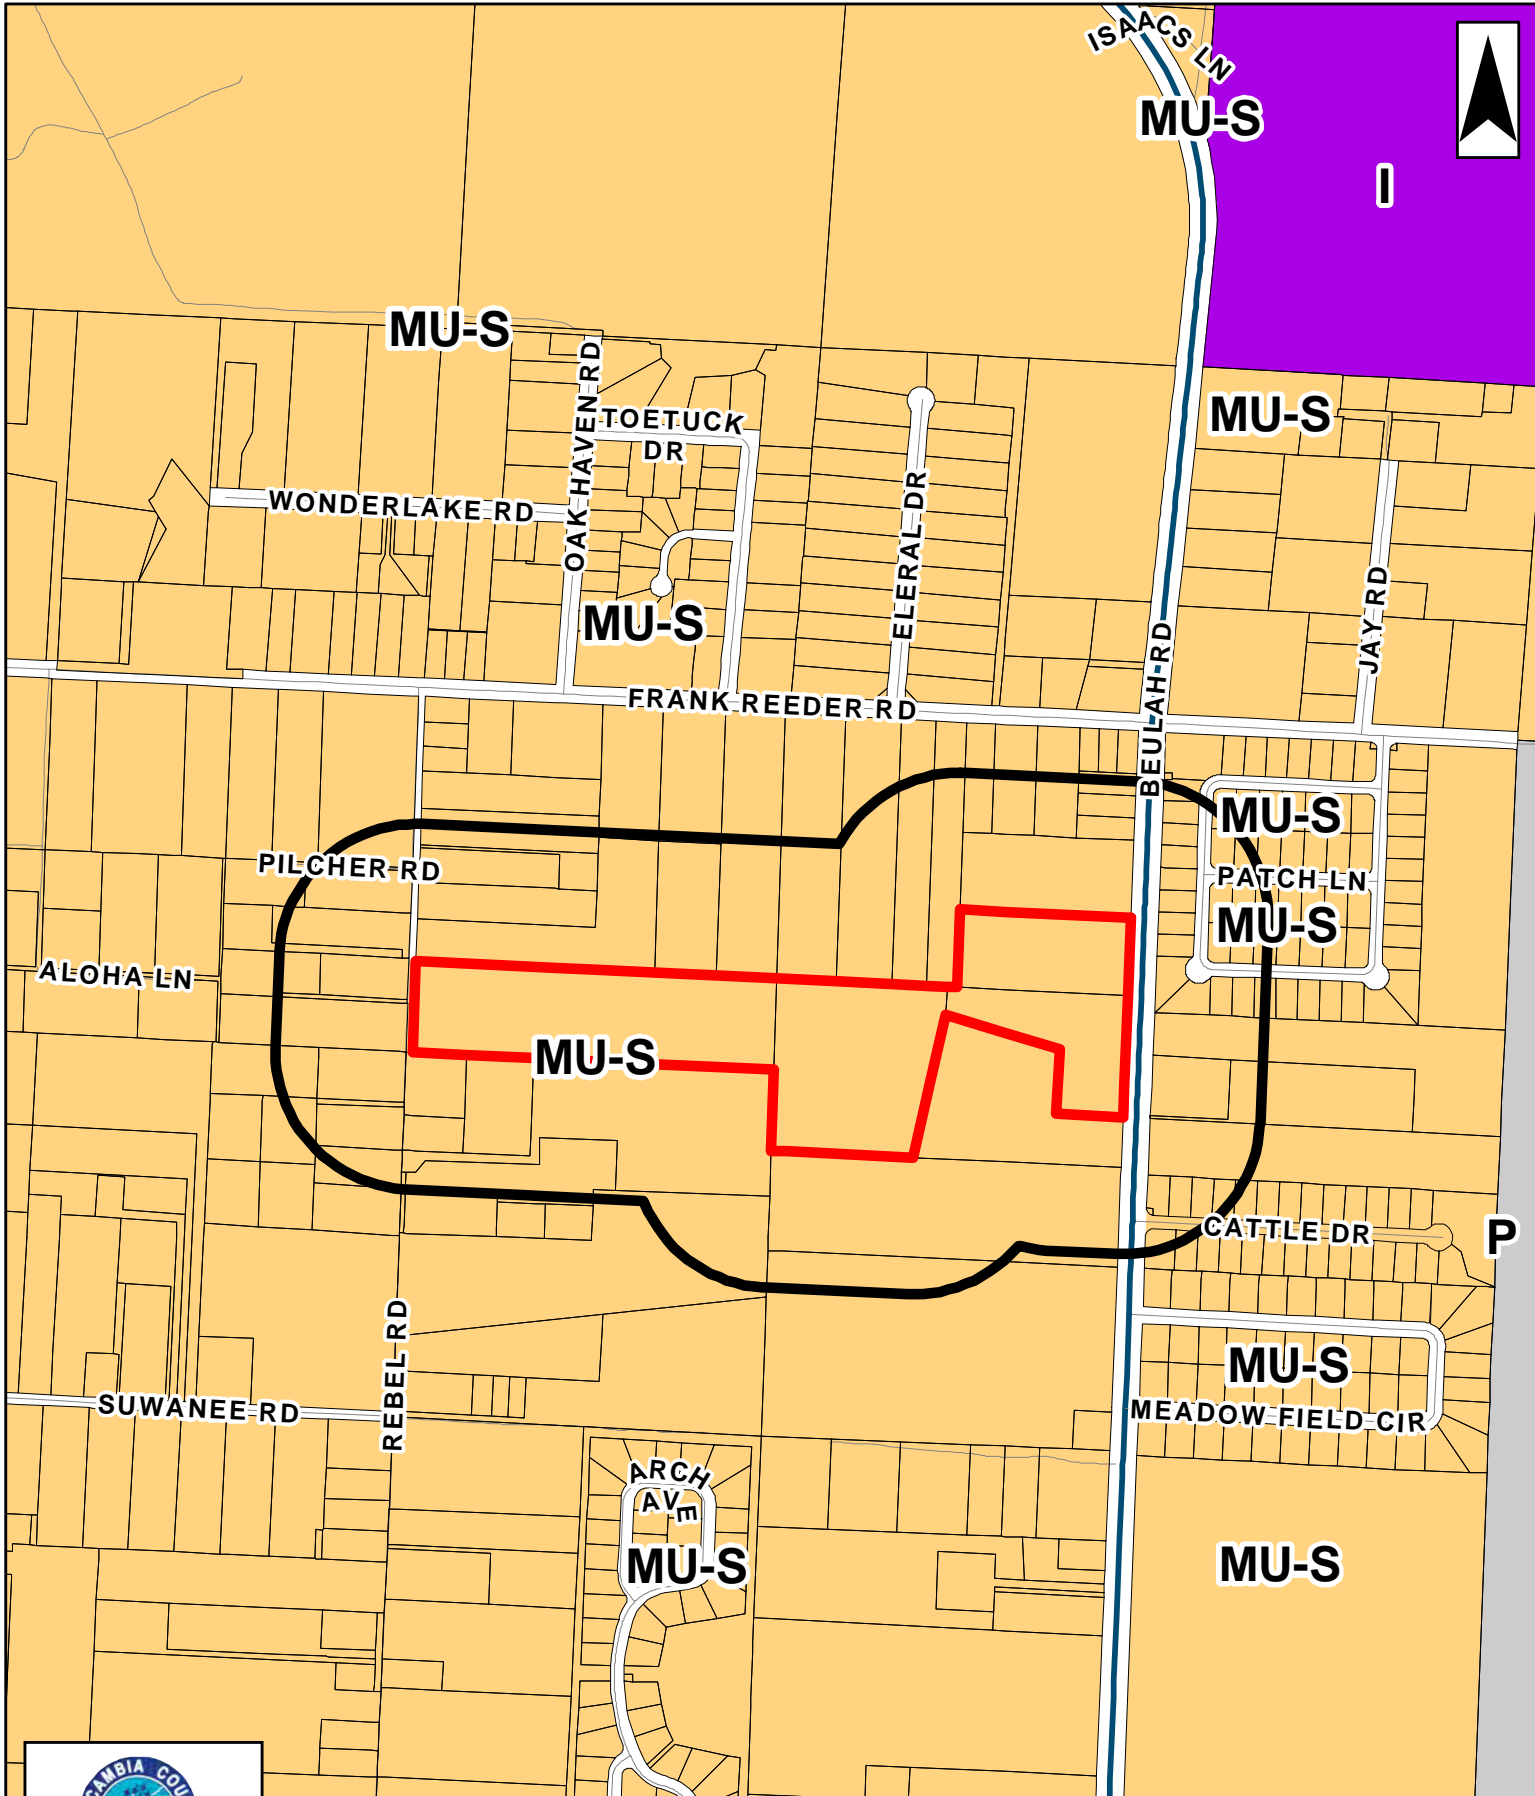 ISAACS LN
MU-S
I
MU-S
OAK HAVEN RD
TOETUCK
DR
MU-S
WONDERLAKE RD
ELERAL DR
JAY RD
MU-S
BEULAH RD
FRANK REEDER RD
MU-S
PILCHER RD
PATCH LN
MU-S
ALOHA LN
MU-S
CATTLE DR
P
REBEL RD
MU-S
SUWANEE RD
MEADOW FIELD CIR
ARCH
AVE
MU-S
MU-S